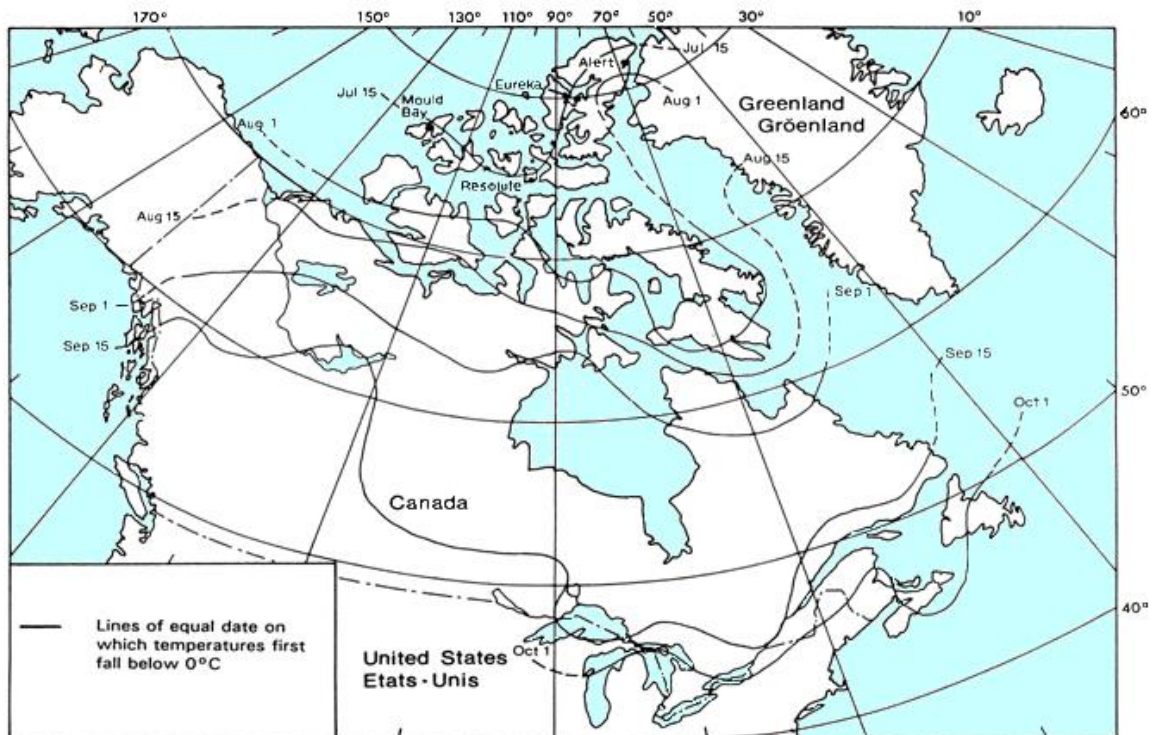 170° 150° 130° 110° 90° 70° 50° 30° 10°
Jul 15
Alert
Eureka
Jul 15
Mould
Bay
Aug 1
Greenland
Gröenland
60°
Aug 1
Aug 15
Resolute
Aug 15
Sep 1
Sep 1
Sep 15
Sep 15
50°
Oct 1
Canada
40°
Lines of equal date on
which temperatures first
fall below 0°C
Oct 1
United States
Etats-Unis